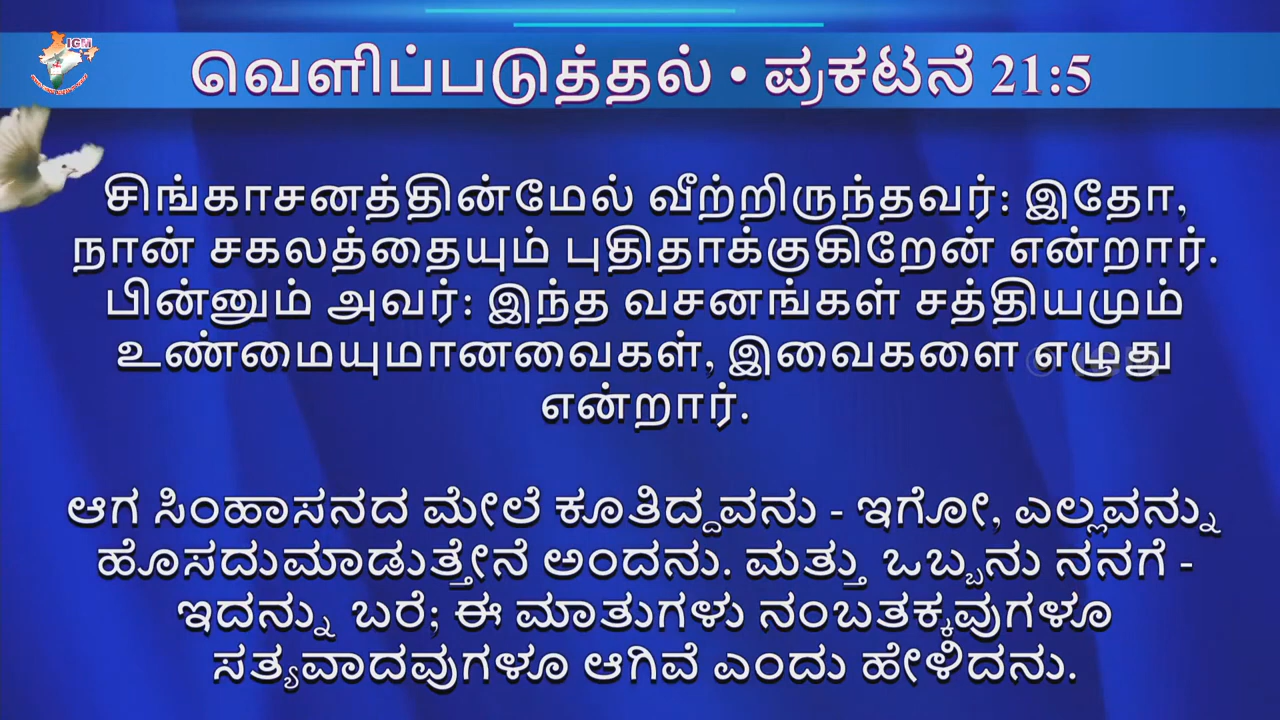 IGM
வெளிப்படுத்தல் • ಪ್ರಕಟನೆ 21:5
சிங்காசனத்தின்மேல் வீற்றிருந்தவர்: இதோ,
நான் சகலத்தையும் புதிதாக்குகிறேன் என்றார்.
பின்னும் அவர்: இந்த வசனங்கள் சத்தியமும்
உண்மையுமானவைகள், இவைகளை எழுது
என்றார்.
ಆಗ ಸಿಂಹಾಸನದ ಮೇಲೆ ಕೂತಿದ್ದವನು - ಇಗೋ, ಎಲ್ಲವನ್ನು
ಹೊಸದುಮಾಡುತ್ತೇನೆ ಅಂದನು. ಮತ್ತು ಒಬ್ಬನು ನನಗೆ -
ಇದನ್ನು ಬರೆ; ಈ ಮಾತುಗಳು ನಂಬತಕ್ಕವುಗಳೂ
ಸತ್ಯವಾದವುಗಳೂ ಆಗಿವೆ ಎಂದು ಹೇಳಿದನು.